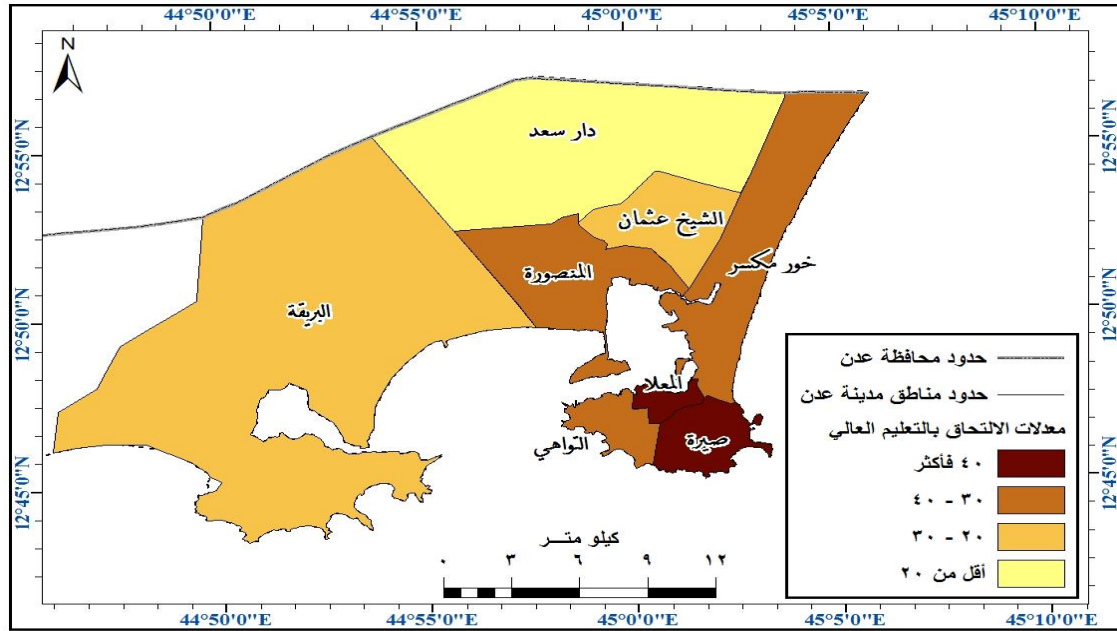 44°50'0"E 44°55'0"E 45°0'0"E 45°5'0"E 45°10'0"E
N
12°55'0"N
12°55'0"N
12°50'0"N
12°50'0"N
12°45'0"N
12°45'0"N
دار سعد
الشيخ عثمان
خور مكسر
المنصورة
البريقة
المعلا
صيرة
التواهي
حدود محافظة عدن
حدود مناطق مدينة عدن
معدلات الالتحاق بالتعليم العالي
٤٠ فأكثر
٣٠ - ٤٠
٢٠ - ٣٠
أقل من ٢٠
كيلو متـــر
٠ ٣ ٦ ٩ ١٢
44°50'0"E 44°55'0"E 45°0'0"E 45°5'0"E 45°10'0"E